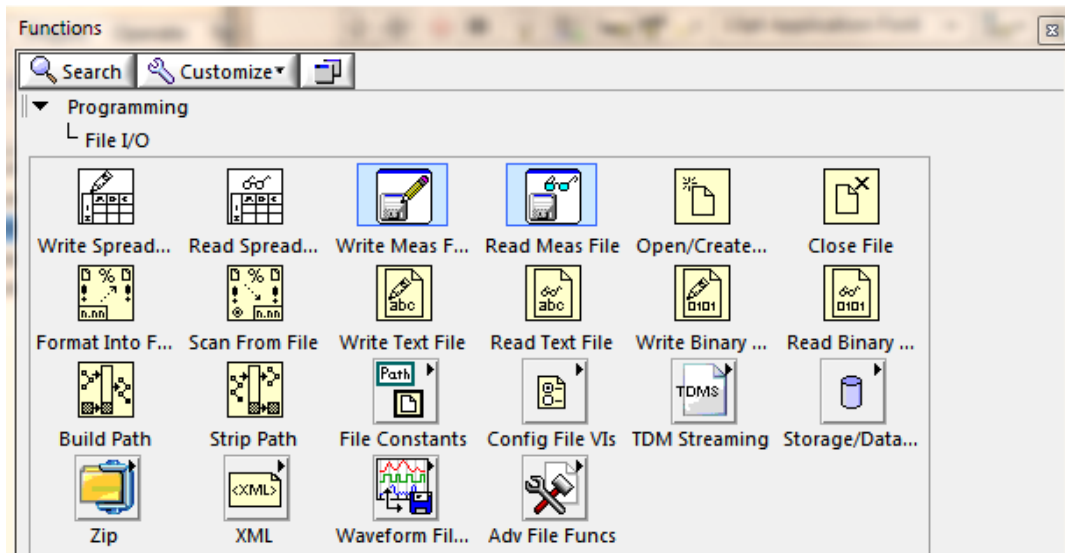 Functions
Search Customize
Programming
File I/O
Write Spread... Read Spread... Write Meas F... Read Meas File Open/Create... Close File
Format Into F... Scan From File Write Text File Read Text File Write Binary ... Read Binary ...
Build Path Strip Path File Constants Config File VIs TDM Streaming Storage/Data...
Zip XML Waveform Fil... Adv File Funcs